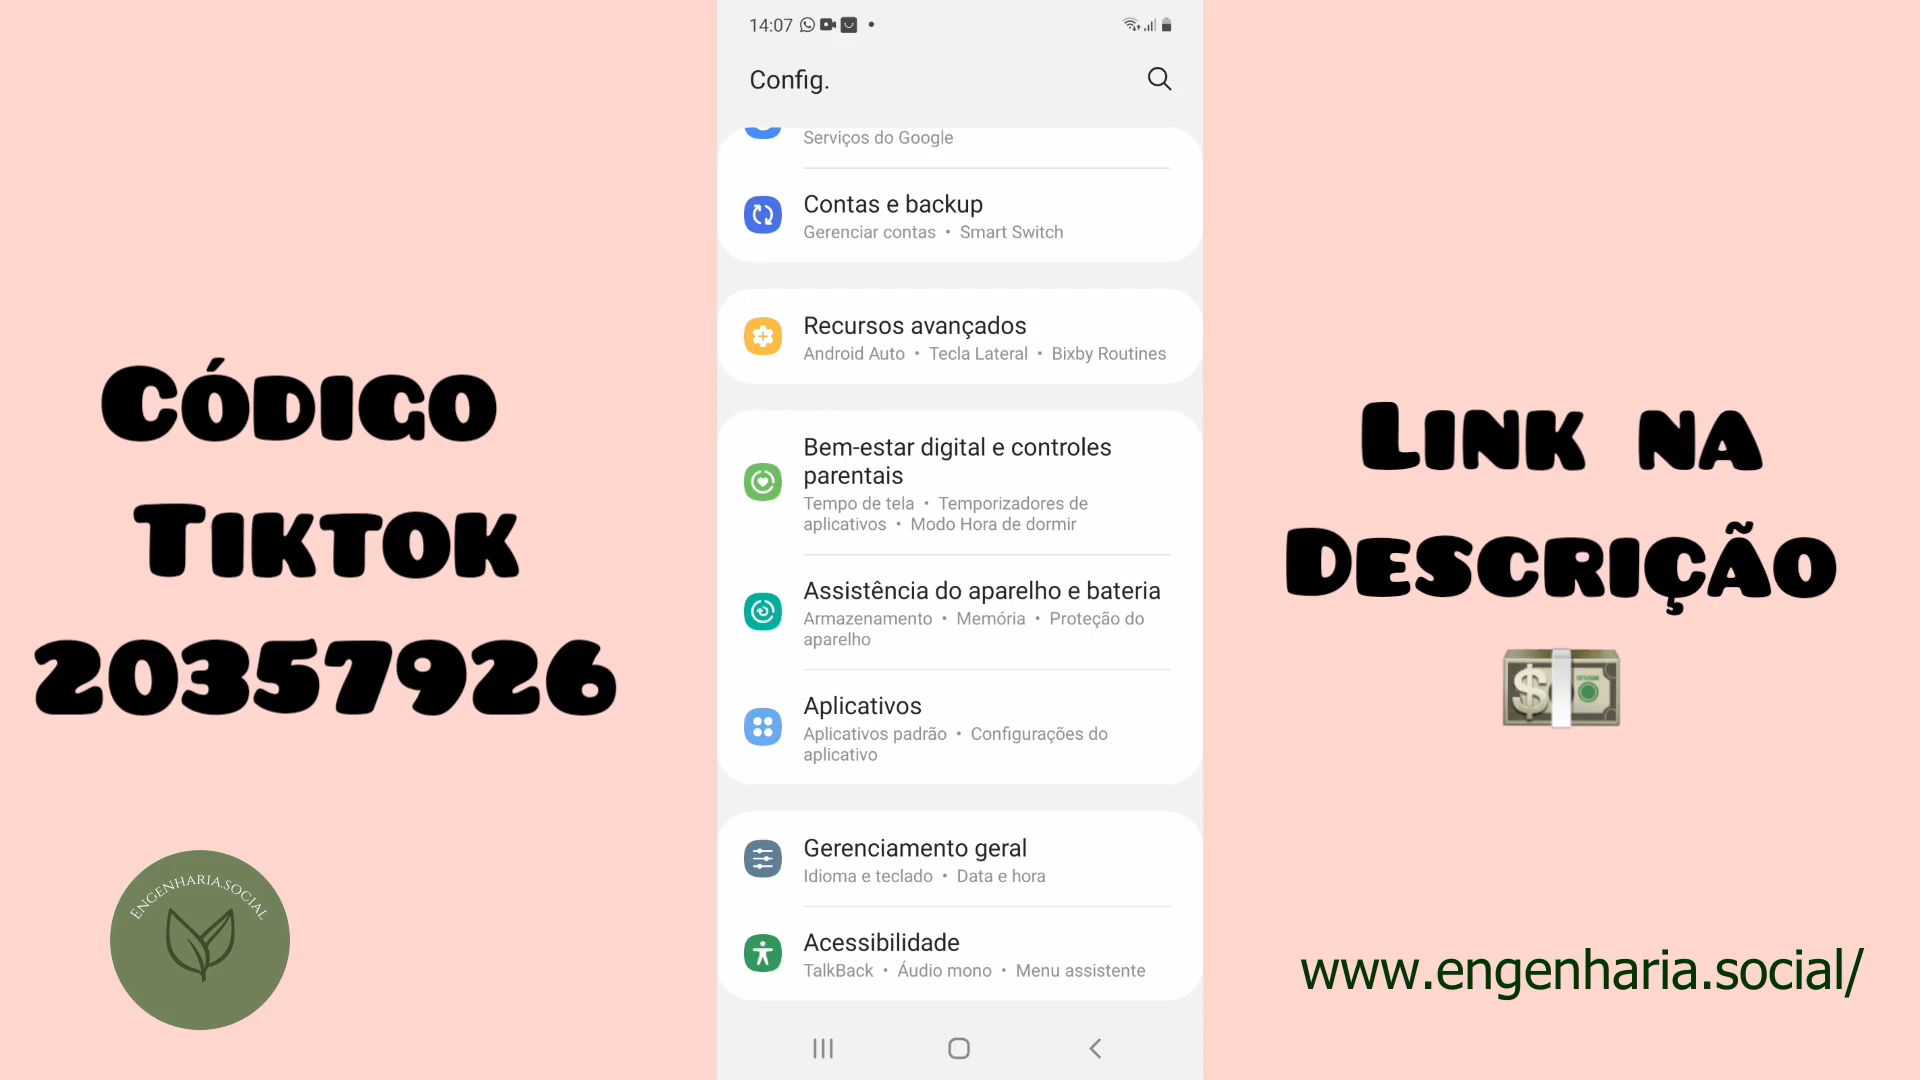 14:07
Config.
Serviços do Google
Contas e backup
Gerenciar contas • Smart Switch
Recursos avançados
Android Auto • Tecla Lateral • Bixby Routines
Bem-estar digital e controles
parentais
Tempo de tela • Temporizadores de
aplicativos • Modo Hora de dormir
Assistência do aparelho e bateria
Armazenamento • Memória • Proteção do
aparelho
Aplicativos
Aplicativos padrão • Configurações do
aplicativo
Gerenciamento geral
Idioma e teclado • Data e hora
Acessibilidade
TalkBack • Áudio mono • Menu assistente
Código
Tiktok
20357926
ENGENHARIA.SOCIAL
Link na
Descrição
www.engenharia.social/